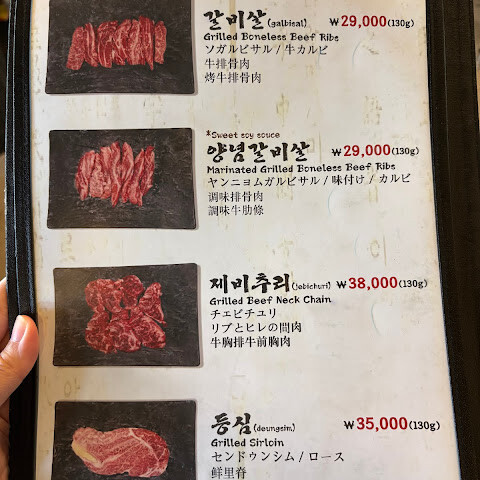 갈비살(galbisal) ₩29,000(130g)
Grilled Boneless Beef Ribs
ソガルビサル / 牛カルビ
牛排骨肉
烤牛排骨肉
*Sweet soy souce
양념갈비살 ₩29,000(130g)
Marinated Grilled Boneless Beef Ribs
ヤンニョムガルビサル / 味付け / カルビ
調味排骨肉
調味牛肋條
제비추리(jebichuri) ₩38,000(130g)
Grilled Beef Neck Chain
チェビチュリ
リブとヒレの間肉
牛胸排牛前胸肉
등심(deungsim) ₩35,000(130g)
Grilled Sirloin
センドゥンシム / ロース
鮮里脊